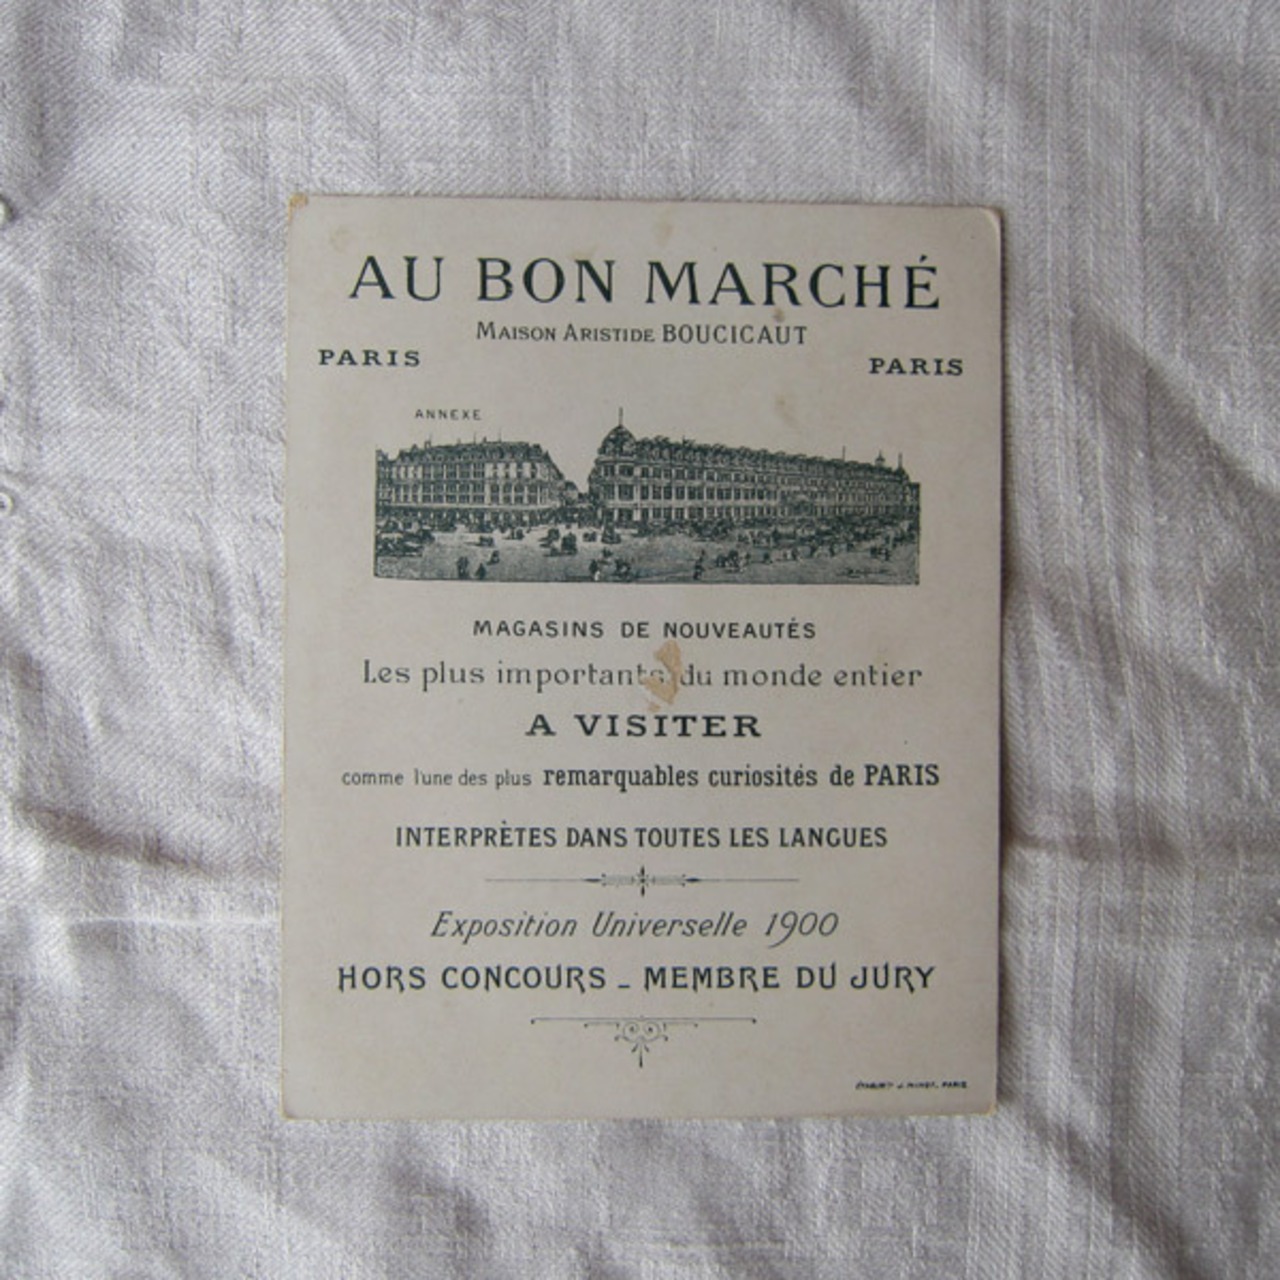 AU BON MARCHÉ
MAISON ARISTIDE BOUCICAUT
PARIS
PARIS
ANNEXE
MAGASINS DE NOUVEAUTÉS
Les plus importants du monde entier
A VISITER
comme l'une des plus remarquables curiosités de PARIS
INTERPRÈTES DANS TOUTES LES LANGUES
Exposition Universelle 1900
HORS CONCOURS _ MEMBRE DU JURY
J. MINOT, PARIS